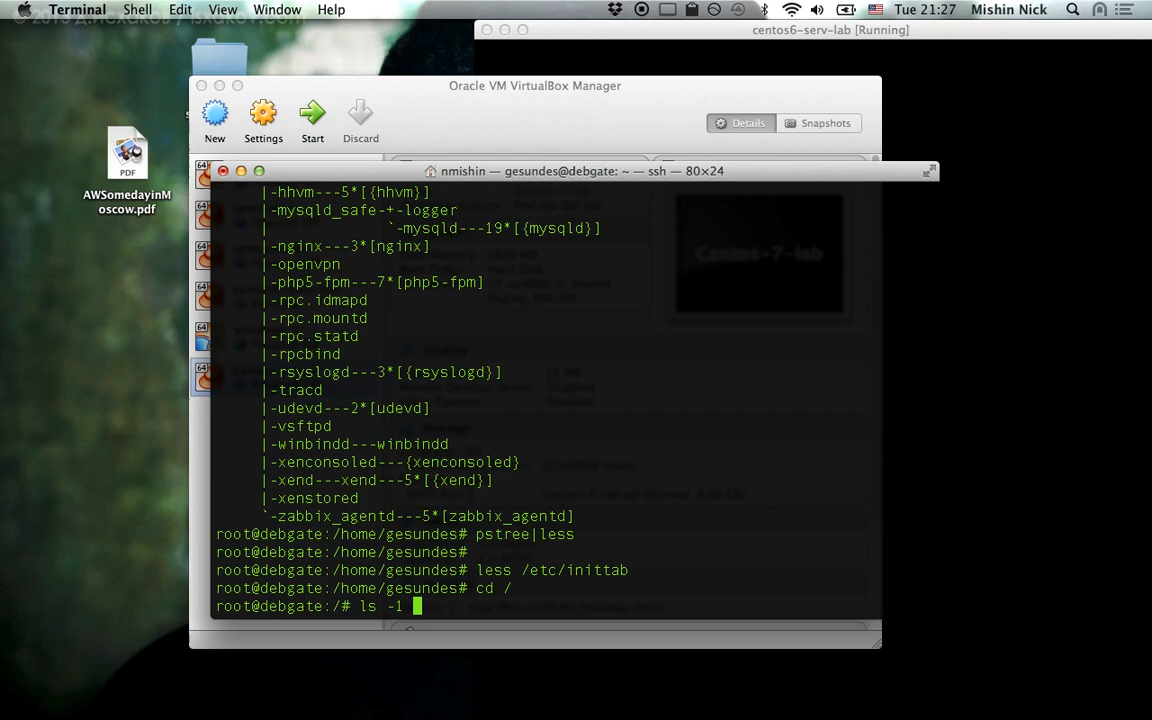 Terminal Shell Edit View Window Help Tue 21:27 Mishin Nick
centos6-serv-lab [Running]
Oracle VM VirtualBox Manager
New Settings Start Discard Details Snapshots
PDF
AWSomedayinM
oscow.pdf
64
nmishin — gesundes@debgate: ~ — ssh — 80×24
|-hhvm---5*[{hhvm}]
|-mysqld_safe-+-logger
`-mysqld---19*[{mysqld}]
|-nginx---3*[nginx]
|-openvpn
|-php5-fpm---7*[php5-fpm]
|-rpc.idmapd
|-rpc.mountd
|-rpc.statd
|-rpcbind
|-rsyslogd---3*[{rsyslogd}]
|-tracd
|-udevd---2*[udevd]
|-vsftpd
|-winbindd---winbindd
|-xenconsoled---{xenconsoled}
|-xend---xend---5*[{xend}]
|-xenstored
`-zabbix_agentd---5*[zabbix_agentd]
root@debgate:/home/gesundes# pstree|less
root@debgate:/home/gesundes#
root@debgate:/home/gesundes# less /etc/inittab
root@debgate:/home/gesundes# cd /
root@debgate:/# ls -1
Centos-7-lab